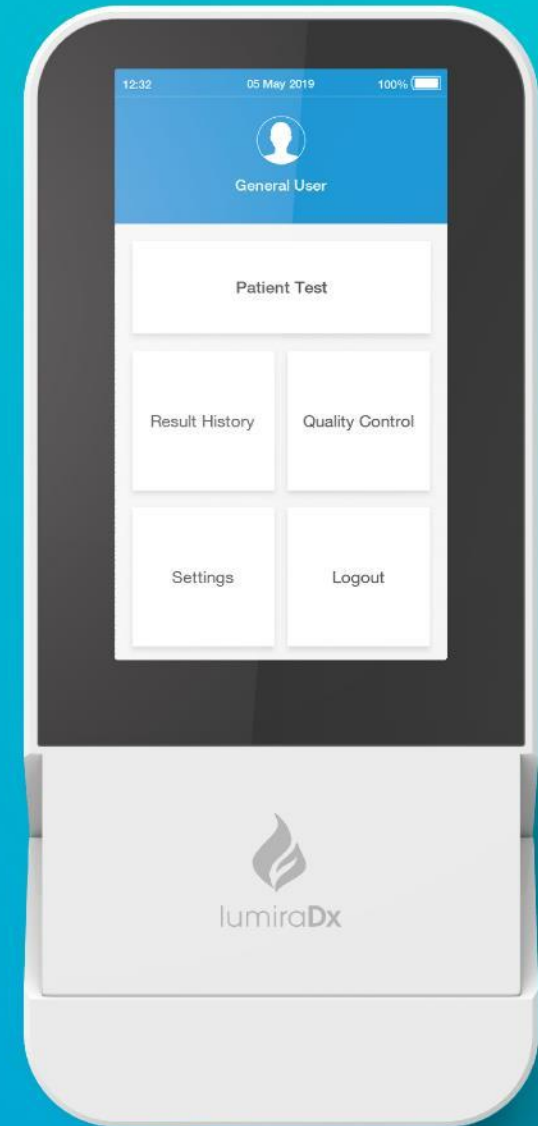 12:32 05 May 2019 100%
General User
Patient Test
Result History Quality Control
Settings Logout
lumiraDx